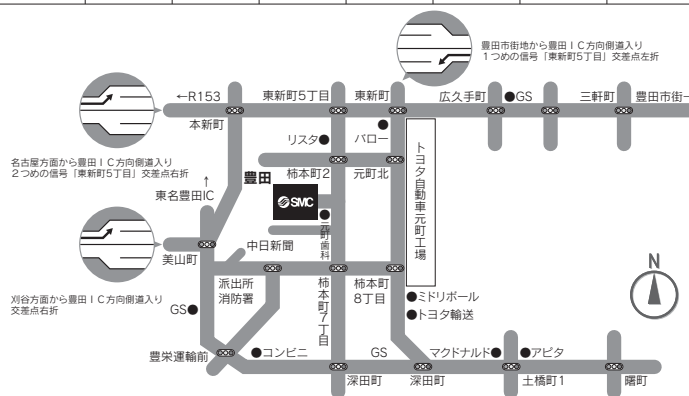 豊田市街地から豊田IC方向側道入り
1つめの信号「東新町5丁目」交差点左折
←R153
東新町5丁目
東新町
広久手町
●GS
三軒町
豊田市街→
本新町
リスタ●
●
バロー
名古屋方面から豊田IC方向側道入り
2つめの信号「東新町5丁目」交差点右折
柿本町2
元町北
トヨタ自動車元町工場
↑
東名豊田IC
豊田
SMC
●元町歯科
中日新聞
美山町
派出所
消防署
柿本町7丁目
柿本町
8丁目
N
刈谷方面から豊田IC方向側道入り
交差点右折
GS●
●ミドリボール
●トヨタ輸送
豊栄運輸前
●コンビニ
GS
マクドナルド●
●アピタ
深田町
深田町
土橋町1
曙町